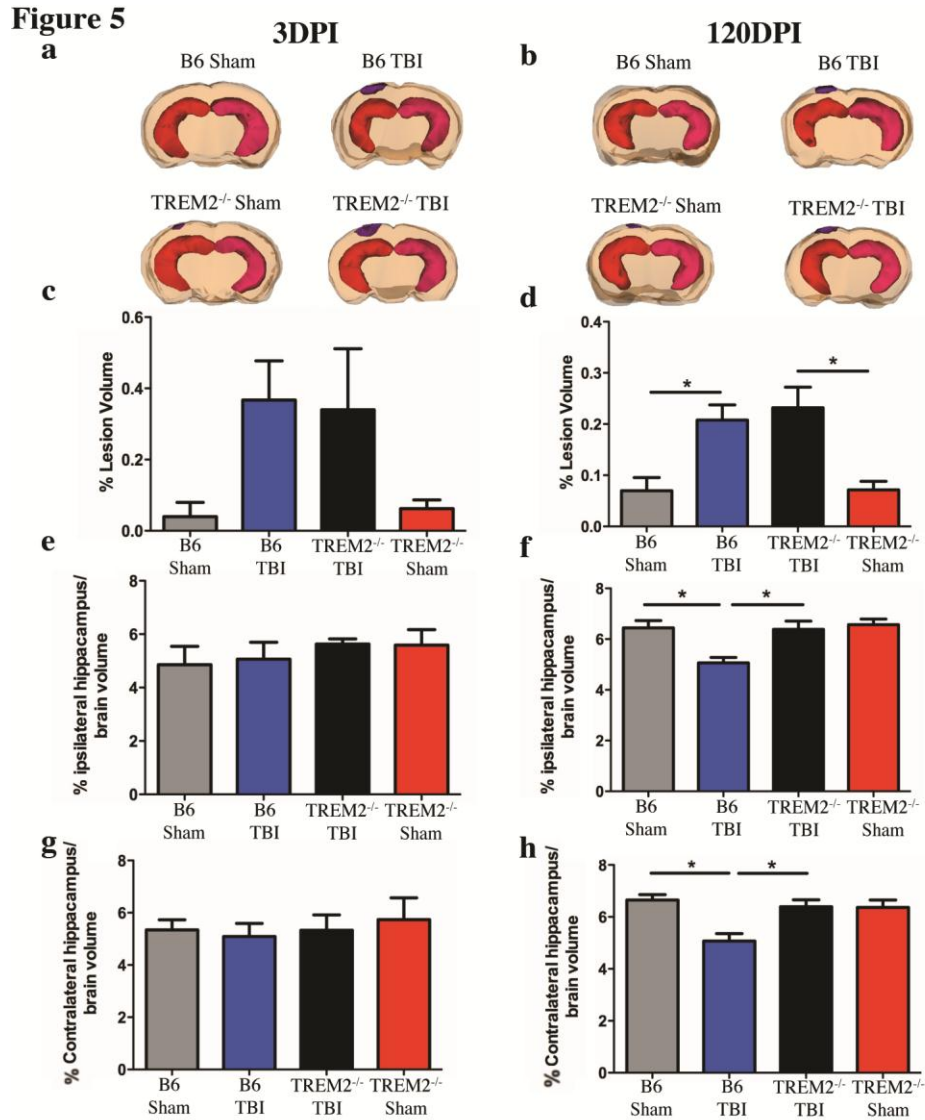 Figure 5
3DPI
120DPI
a
B6 Sham
B6 TBI
b
B6 Sham
B6 TBI
TREM2-/- Sham
TREM2-/- TBI
TREM2-/- Sham
TREM2-/- TBI
c
% Lesion Volume
0.6
0.4
0.2
0.0
B6
Sham
B6
TBI
TREM2-/-
TBI
TREM2-/-
Sham
d
% Lesion Volume
0.4
0.3
0.2
0.1
0.0
*
*
B6
Sham
B6
TBI
TREM2-/-
TBI
TREM2-/-
Sham
e
% ipsilateral hippacampus/
brain volume
8
6
4
2
0
B6
Sham
B6
TBI
TREM2-/-
TBI
TREM2-/-
Sham
f
% ipsilateral hippacampus/
brain volume
8
6
4
2
0
*
*
B6
Sham
B6
TBI
TREM2-/-
TBI
TREM2-/-
Sham
g
% Contralateral hippacampus/
brain volume
8
6
4
2
0
B6
Sham
B6
TBI
TREM2-/-
TBI
TREM2-/-
Sham
h
% Contralateral hippacampus/
brain volume
8
6
4
2
0
*
*
B6
Sham
B6
TBI
TREM2-/-
TBI
TREM2-/-
Sham